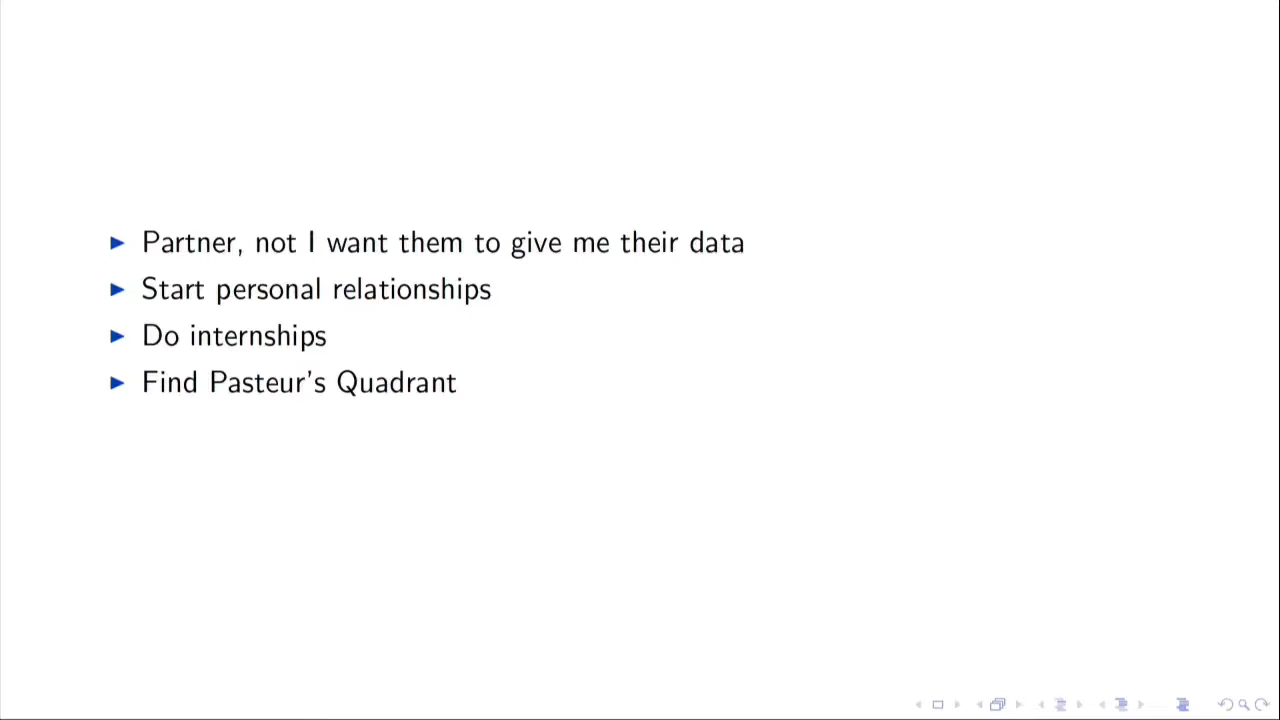 Partner, not I want them to give me their data
Start personal relationships
Do internships
Find Pasteur's Quadrant